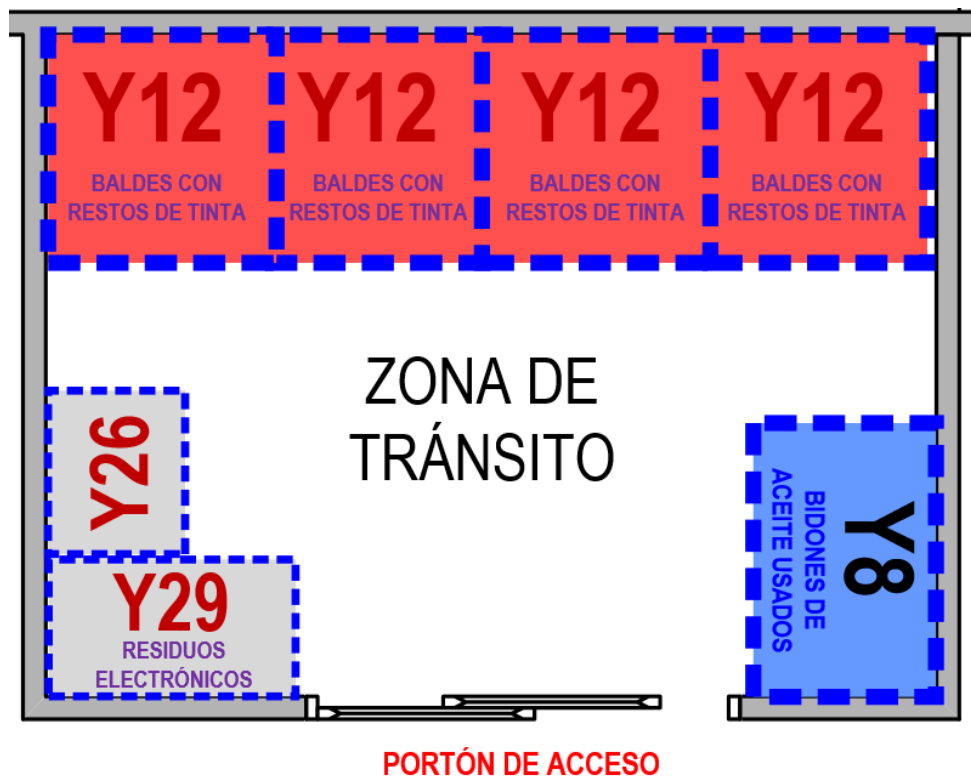 Y12
BALDES CON
RESTOS DE TINTA
Y12
BALDES CON
RESTOS DE TINTA
Y12
BALDES CON
RESTOS DE TINTA
Y12
BALDES CON
RESTOS DE TINTA
ZONA DE
TRÁNSITO
Y26
Y29
RESIDUOS
ELECTRÓNICOS
Y8
BIDONES DE
ACEITE USADOS
PORTÓN DE ACCESO